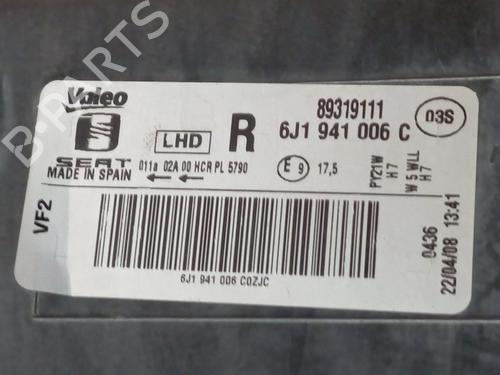 Valeo
SEAT
MADE IN SPAIN
LHD
R
89319111
6J1 941 006 C
03S
011a 02A 00 HCR PL 5790
E 9 17,5
PY21W
H7
W 5 WLL
H7
VF2
6J1 941 006 C0ZJC
0436
22/04/08 13:41
B-PARTS